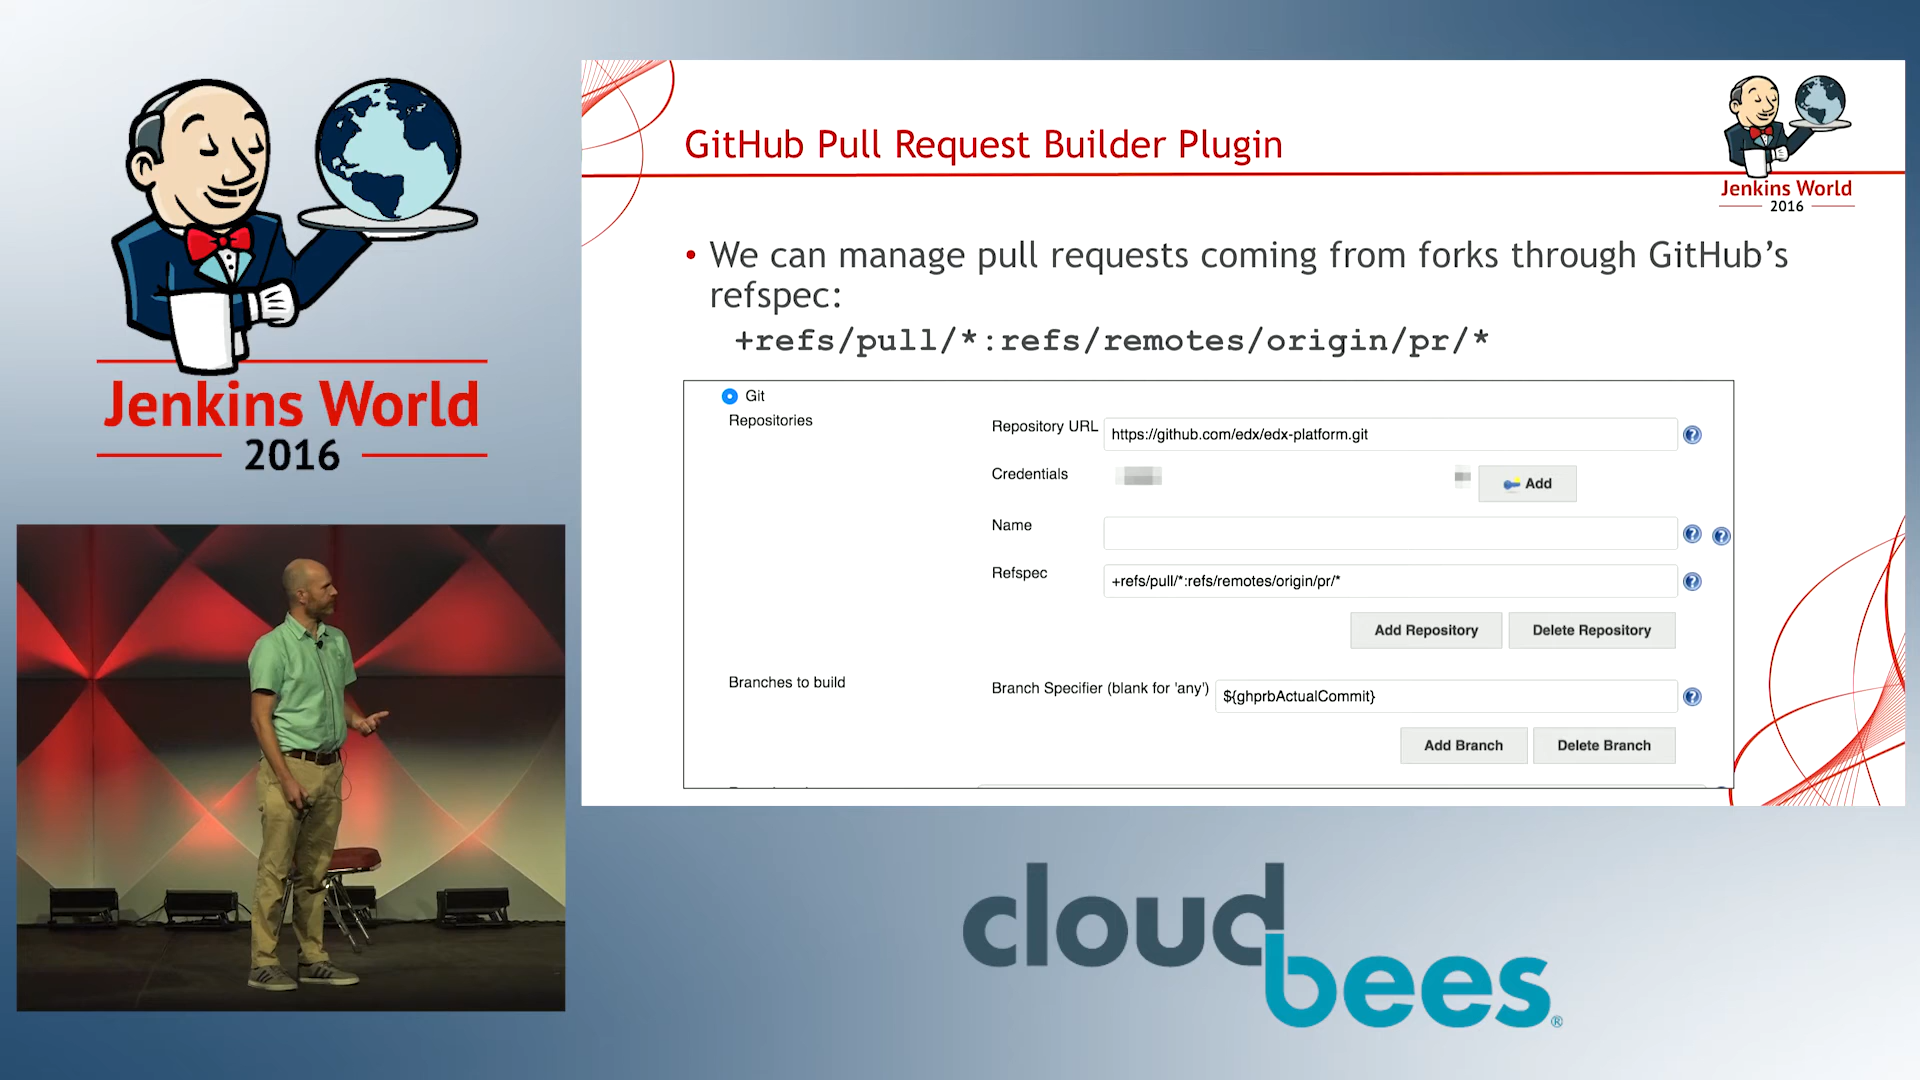 Jenkins World
2016
GitHub Pull Request Builder Plugin
Jenkins World
2016
• We can manage pull requests coming from forks through GitHub’s
refspec:
+refs/pull/*:refs/remotes/origin/pr/*
Git
Repositories
Repository URL
https://github.com/edx/edx-platform.git
?
Credentials
Add
Name
?
?
Refspec
+refs/pull/*:refs/remotes/origin/pr/*
?
Add Repository
Delete Repository
Branches to build
Branch Specifier (blank for 'any')
${ghprbActualCommit}
?
Add Branch
Delete Branch
cloud
bees®